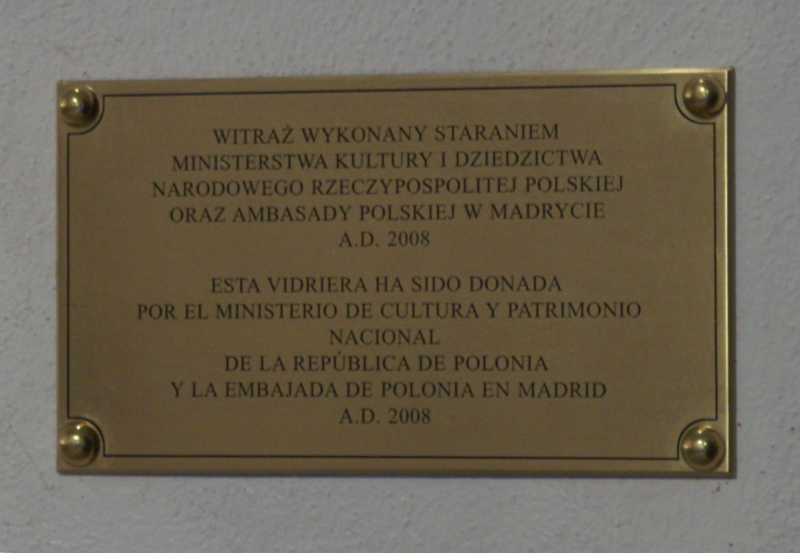 WITRAŻ WYKONANY STARANIEM
MINISTERSTWA KULTURY I DZIEDZICTWA
NARODOWEGO RZECZYPOSPOLITEJ POLSKIEJ
ORAZ AMBASADY POLSKIEJ W MADRYCIE
A.D. 2008
ESTA VIDRIERA HA SIDO DONADA
POR EL MINISTERIO DE CULTURA Y PATRIMONIO
NACIONAL
DE LA REPÚBLICA DE POLONIA
Y LA EMBAJADA DE POLONIA EN MADRID
A.D. 2008